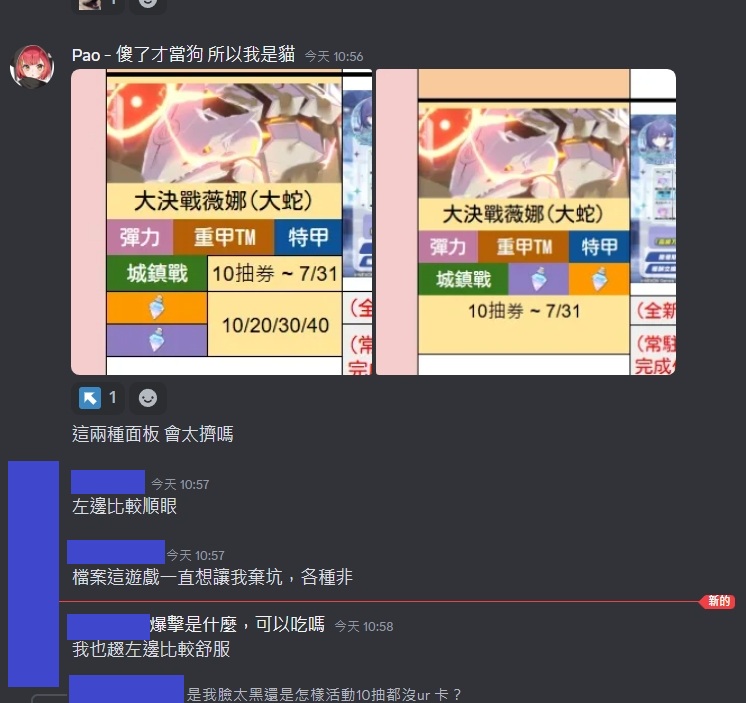 1
Pao - 傻了才當狗 所以我是貓 今天 10:56
大決戰薇娜(大蛇)
彈力 重甲TM 特甲
城鎮戰 10抽券 ~ 7/31
10/20/30/40
(全
(常
完成
大決戰薇娜(大蛇)
彈力 重甲TM 特甲
城鎮戰
10抽券 ~ 7/31
(全新
(常駐
完成
1
這兩種面板 會太擠嗎
今天 10:57
左邊比較順眼
今天 10:57
檔案這遊戲一直想讓我棄坑，各種非
新的
爆擊是什麼，可以吃嗎 今天 10:58
我也趨左邊比較舒服
是我臉太黑還是怎樣活動10抽都沒ur 卡？